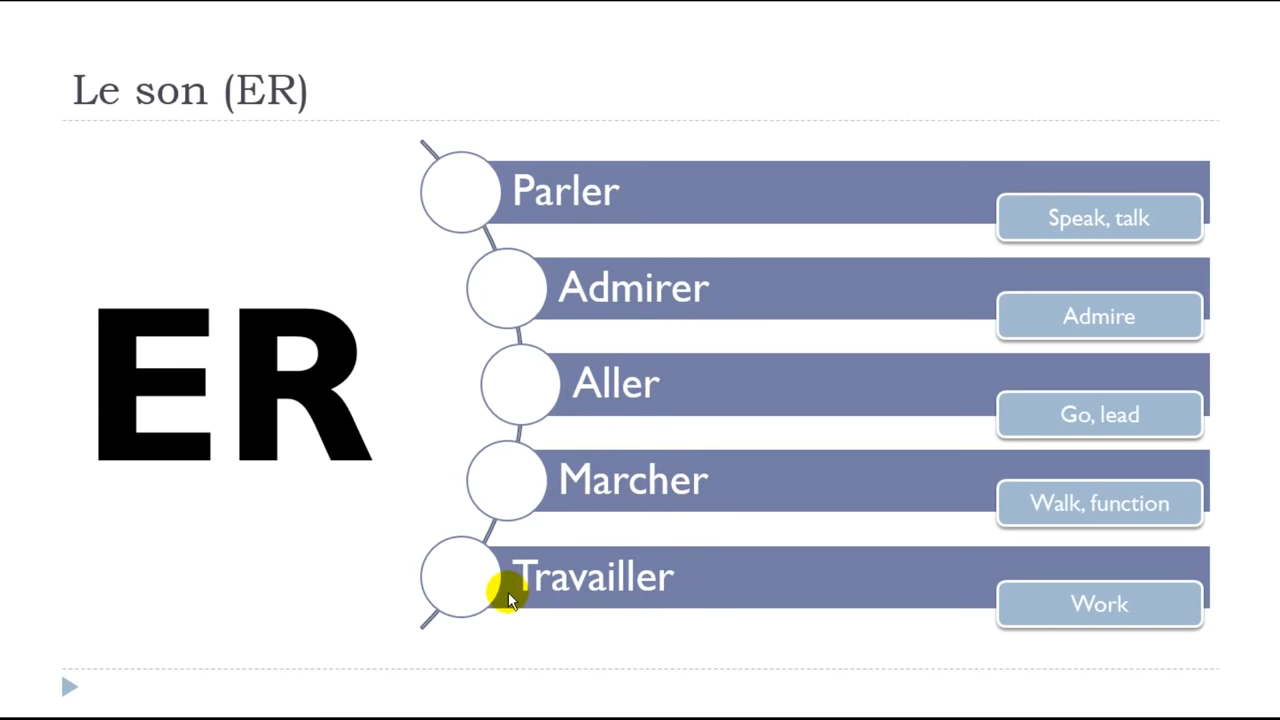 Le son (ER)
ER
Parler
Speak, talk
Admirer
Admire
Aller
Go, lead
Marcher
Walk, function
Travailler
Work